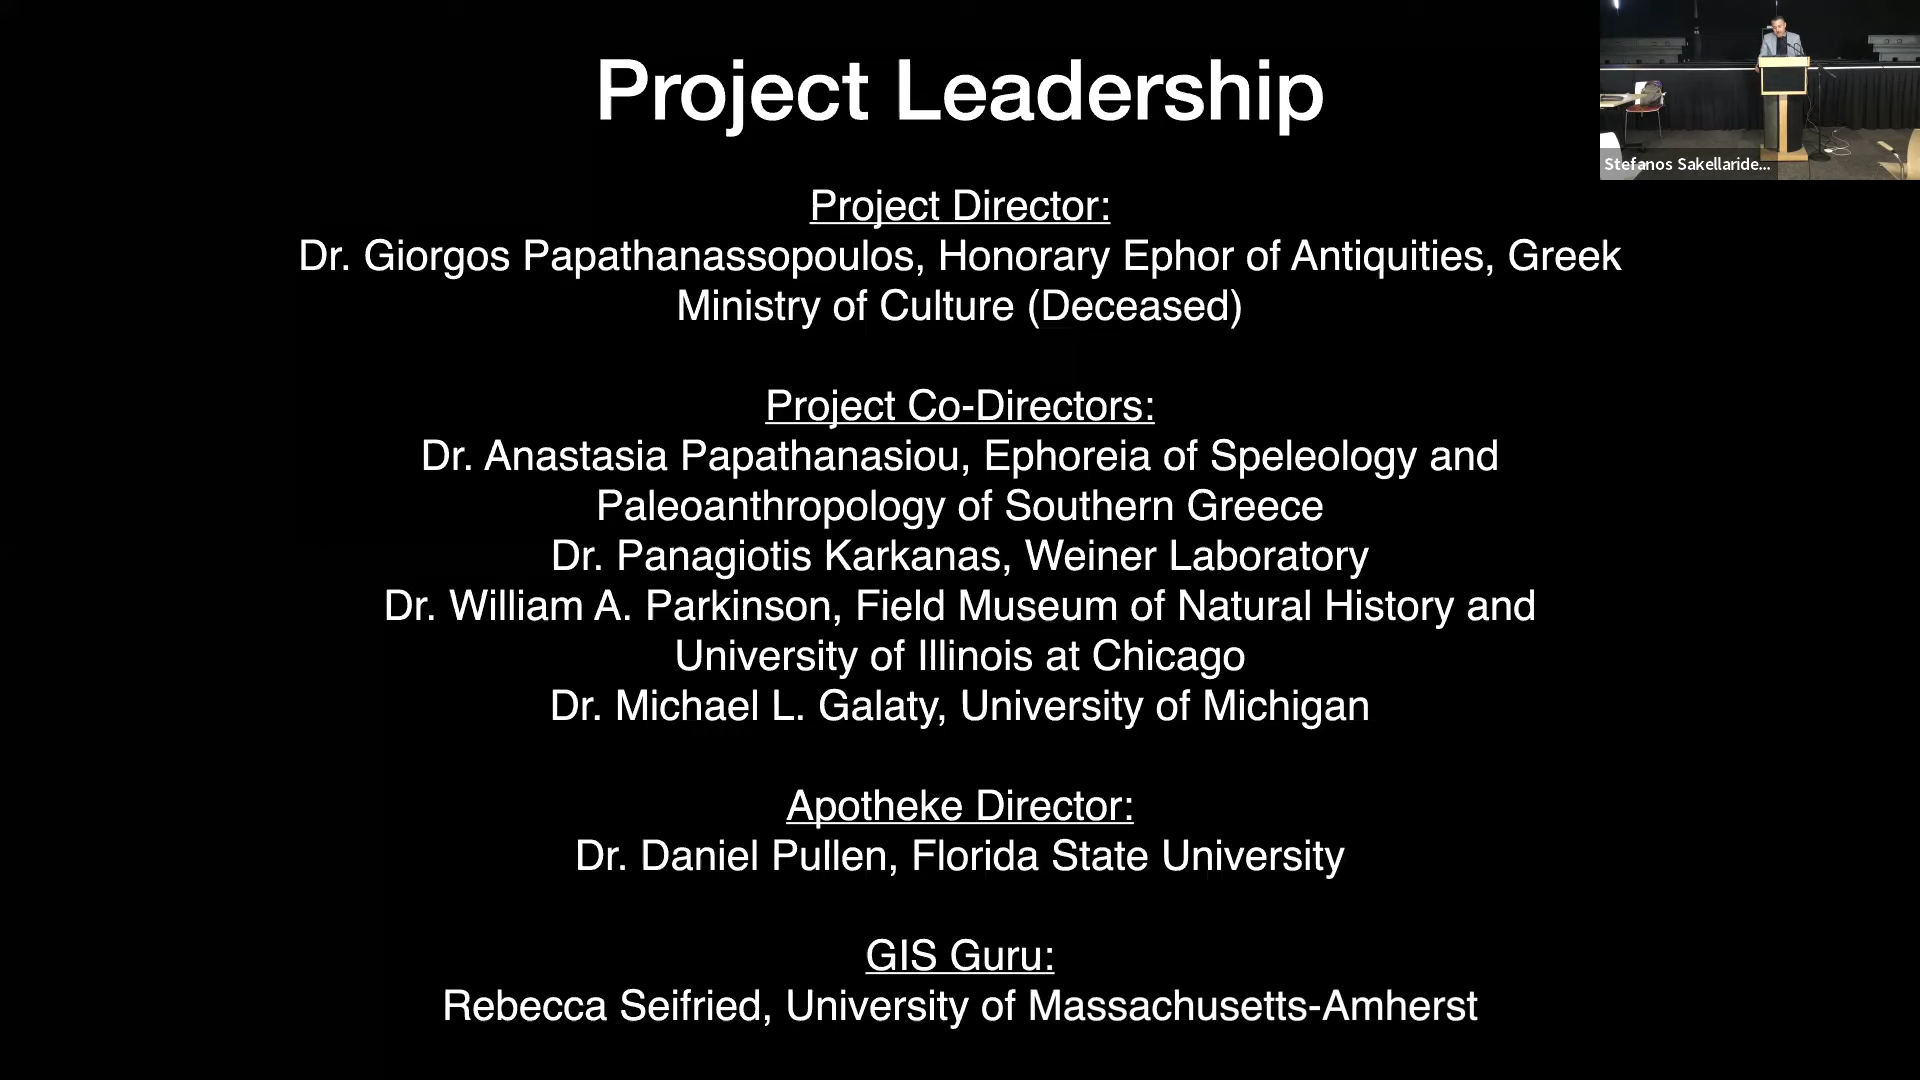 Project Leadership
Stefanos Sakellaride...
Project Director:
Dr. Giorgos Papathanassopoulos, Honorary Ephor of Antiquities, Greek
Ministry of Culture (Deceased)
Project Co-Directors:
Dr. Anastasia Papathanasiou, Ephoreia of Speleology and
Paleoanthropology of Southern Greece
Dr. Panagiotis Karkanas, Weiner Laboratory
Dr. William A. Parkinson, Field Museum of Natural History and
University of Illinois at Chicago
Dr. Michael L. Galaty, University of Michigan
Apotheke Director:
Dr. Daniel Pullen, Florida State University
GIS Guru:
Rebecca Seifried, University of Massachusetts-Amherst